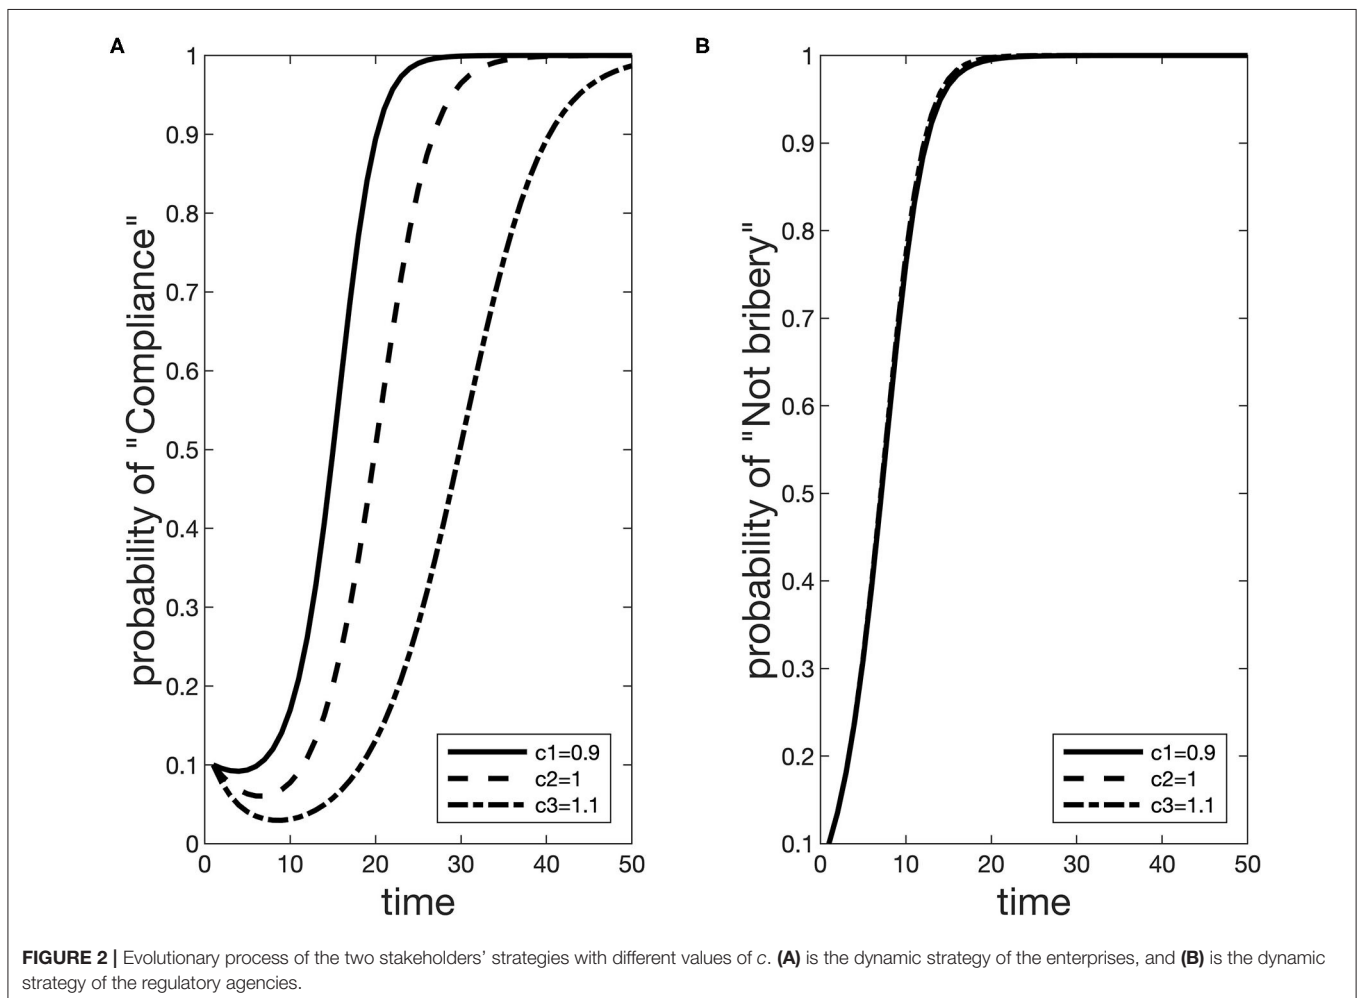 A
probability of "Compliance"
1
0.9
0.8
0.7
0.6
0.5
0.4
0.3
0.2
0.1
0
0 10 20 30 40 50
time
c1=0.9
c2=1
c3=1.1
B
probability of "Not bribery"
1
0.9
0.8
0.7
0.6
0.5
0.4
0.3
0.2
0.1
0 10 20 30 40 50
time
c1=0.9
c2=1
c3=1.1
FIGURE 2 | Evolutionary process of the two stakeholders' strategies with different values of c. (A) is the dynamic strategy of the enterprises, and (B) is the dynamic
strategy of the regulatory agencies.